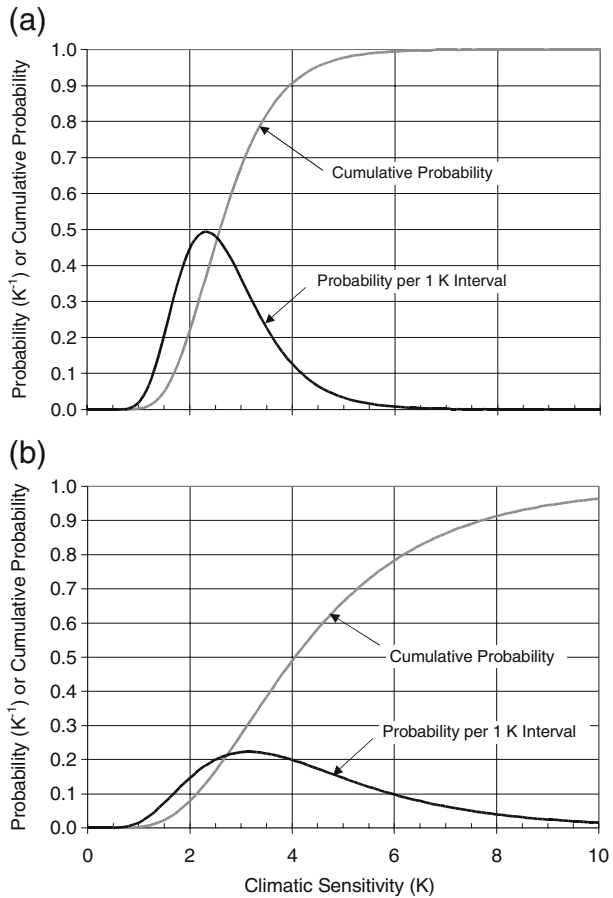 (a)
Probability (K⁻¹) or Cumulative Probability
1.0
0.9
0.8
0.7
0.6
0.5
0.4
0.3
0.2
0.1
0.0
Cumulative Probability
Probability per 1 K Interval
(b)
Probability (K⁻¹) or Cumulative Probability
1.0
0.9
0.8
0.7
0.6
0.5
0.4
0.3
0.2
0.1
0.0
Cumulative Probability
Probability per 1 K Interval
0 2 4 6 8 10
Climatic Sensitivity (K)